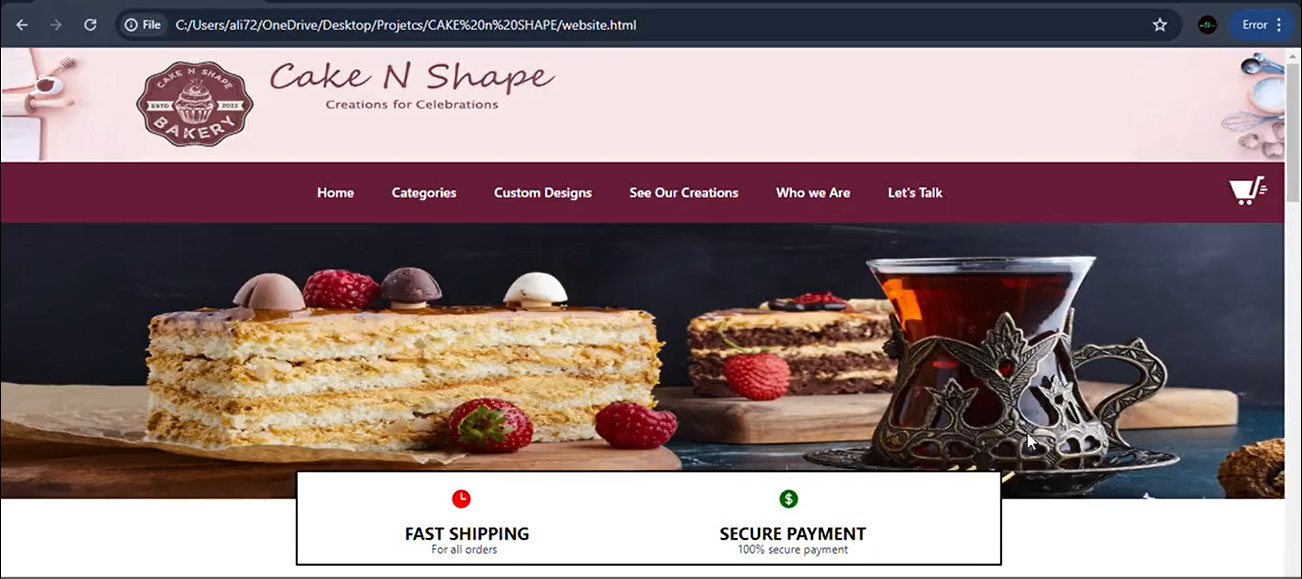 File C:/Users/ali72/OneDrive/Desktop/Projetcs/CAKE%20n%20SHAPE/website.html Error
CAKE N SHAPE
ESTD 2022
BAKERY
Cake N Shape
Creations for Celebrations
Home Categories Custom Designs See Our Creations Who we Are Let's Talk
FAST SHIPPING SECURE PAYMENT
For all orders 100% secure payment